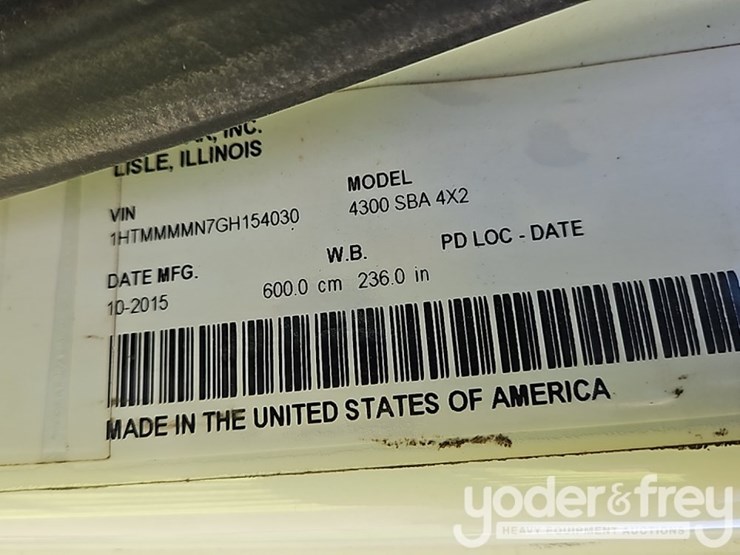 INC.
LISLE, ILLINOIS
VIN
1HTMMMMN7GH154030
MODEL
4300 SBA 4X2
DATE MFG.
10-2015
W.B.
600.0 cm 236.0 in
PD LOC - DATE
MADE IN THE UNITED STATES OF AMERICA
yoder&frey
HEAVY EQUIPMENT AUCTIONS